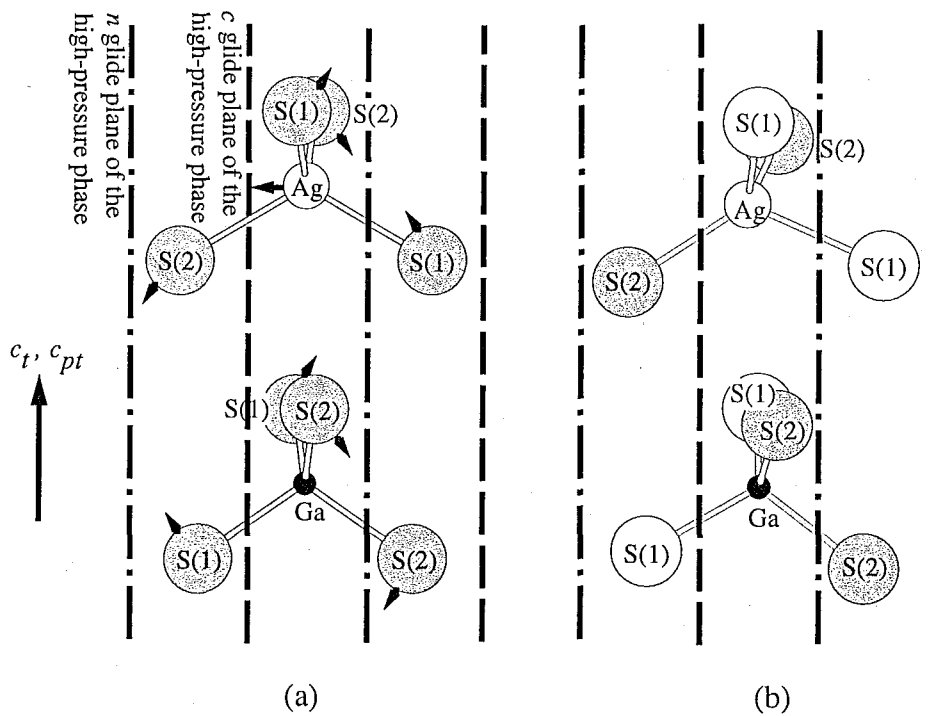 n glide plane of the
high-pressure phase
c glide plane of the
high-pressure phase
S(1)
S(2)
Ag
S(2)
S(1)
c_t, c_pt
S(1)
S(2)
Ga
S(1)
S(2)
(a)
S(1)
S(2)
Ag
S(2)
S(1)
S(1)
S(2)
Ga
S(1)
S(2)
(b)